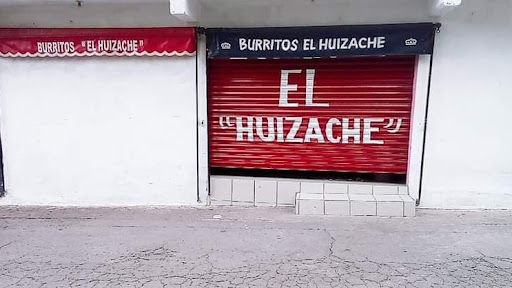 BURRITOS "EL HUIZACHE"
BURRITOS EL HUIZACHE
EL
"HUIZACHE"